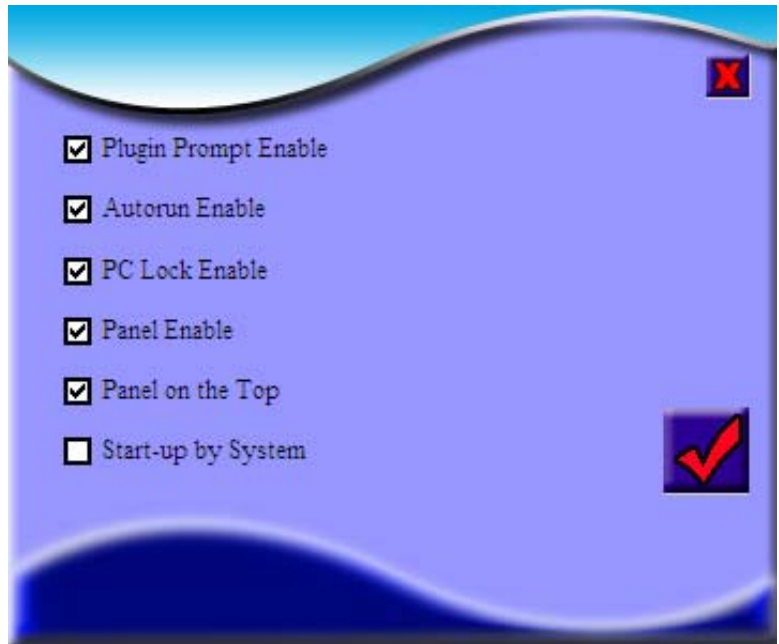 Plugin Prompt Enable
Autorun Enable
PC Lock Enable
Panel Enable
Panel on the Top
Start-up by System